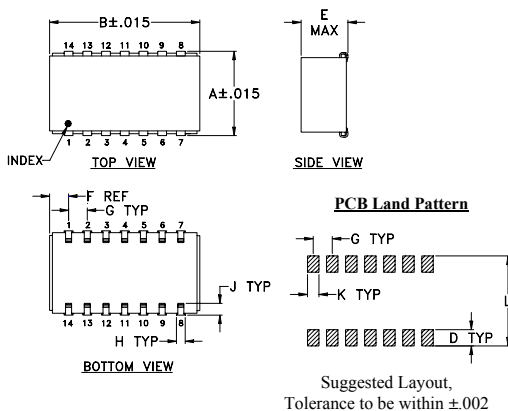 B±.015
14 13 12 11 10 9 8
A±.015
INDEX
1 2 3 4 5 6 7
TOP VIEW
E
MAX
SIDE VIEW
F REF
G TYP
1 2 3 4 5 6 7
J TYP
14 13 12 11 10 9 8
H TYP
BOTTOM VIEW
PCB Land Pattern
G TYP
K TYP
L
D TYP
Suggested Layout,
Tolerance to be within ±.002